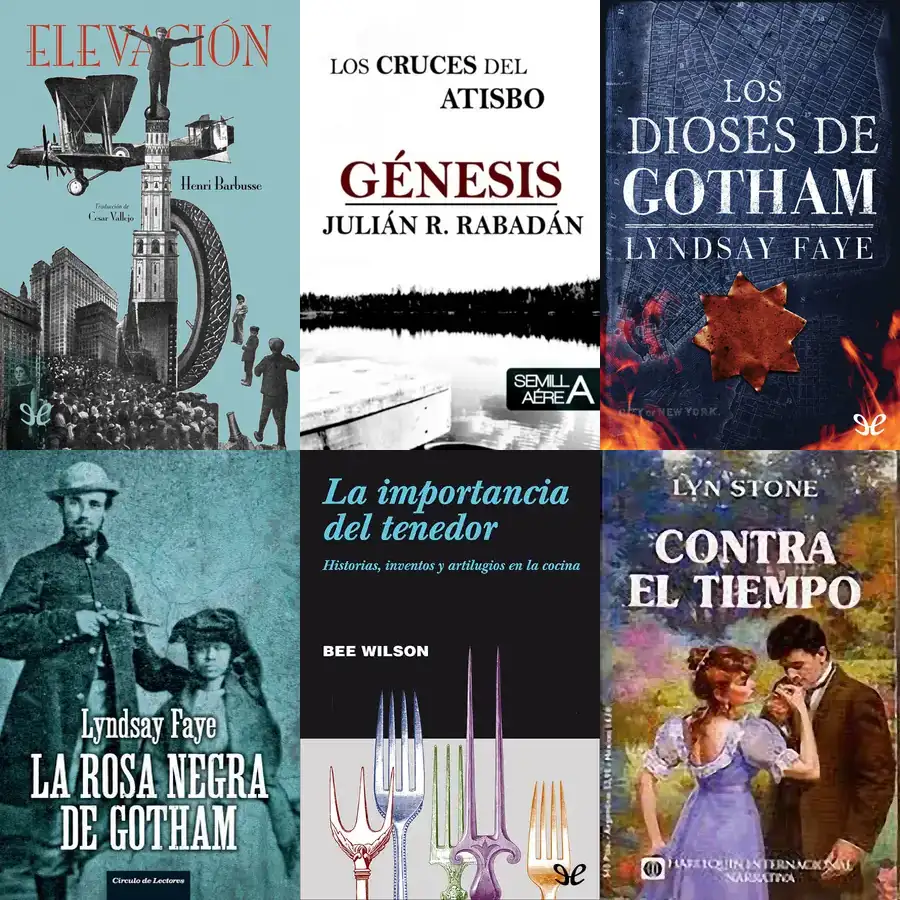 ELEVACIÓN
Henri Barbusse
Traducción de
César Vallejo
LOS CRUCES DEL
ATISBO
GÉNESIS
JULIÁN R. RABADÁN
SEMILL
AÉREA
LOS
DIOSES DE
GOTHAM
LYNDSAY FAYE
CITY OF NEW YORK.
Lyndsay Faye
LA ROSA NEGRA
DE GOTHAM
Círculo de Lectores
La importancia
del tenedor
Historias, inventos y artilugios en la cocina
BEE WILSON
LYN STONE
CONTRA
EL TIEMPO
HARLEQUIN INTERNACIONAL
NARRATIVA